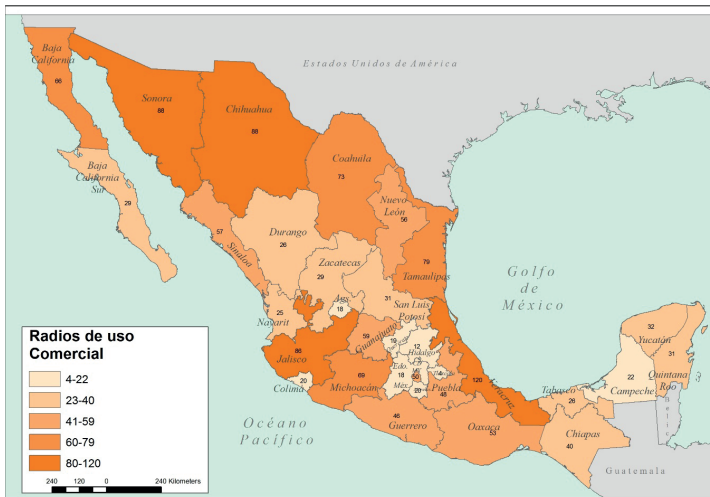 Baja
California
66
Estados Unidos de América
Sonora
88
Chihuahua
88
Coahuila
73
Baja
California
Sur
29
Nuevo
León
56
57
Sinaloa
Durango
26
79
Tamaulipas
Zacatecas
29
Golfo
de
México
31
San Luis
Potosí
Ags
18
25
Nayarit
Radios de uso
Comercial
4-22
23-40
41-59
60-79
80-120
240 120 0 240 Kilometers
59
Guanajuato
19
12
Hidalgo
32
Yucatán
31
Quintana
Roo
86
Jalisco
20
Colima
69
Michoacán
Edo.
18
Méx.
50
20
Puebla
48
120
Veracruz
22
Campeche
Tabasco
26
46
Guerrero
Oaxaca
53
Chiapas
40
Océano
Pacífico
Guatemala